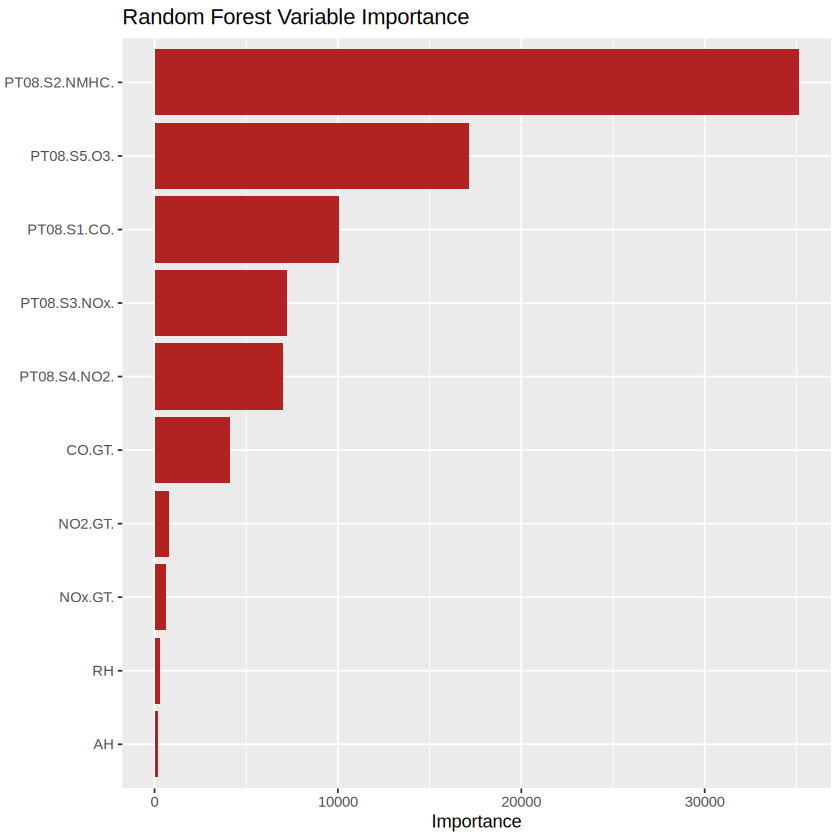 Random Forest Variable Importance
PT08.S2.NMHC.
PT08.S5.O3.
PT08.S1.CO.
PT08.S3.NOx.
PT08.S4.NO2.
CO.GT.
NO2.GT.
NOx.GT.
RH
AH
0 10000 20000 30000
Importance